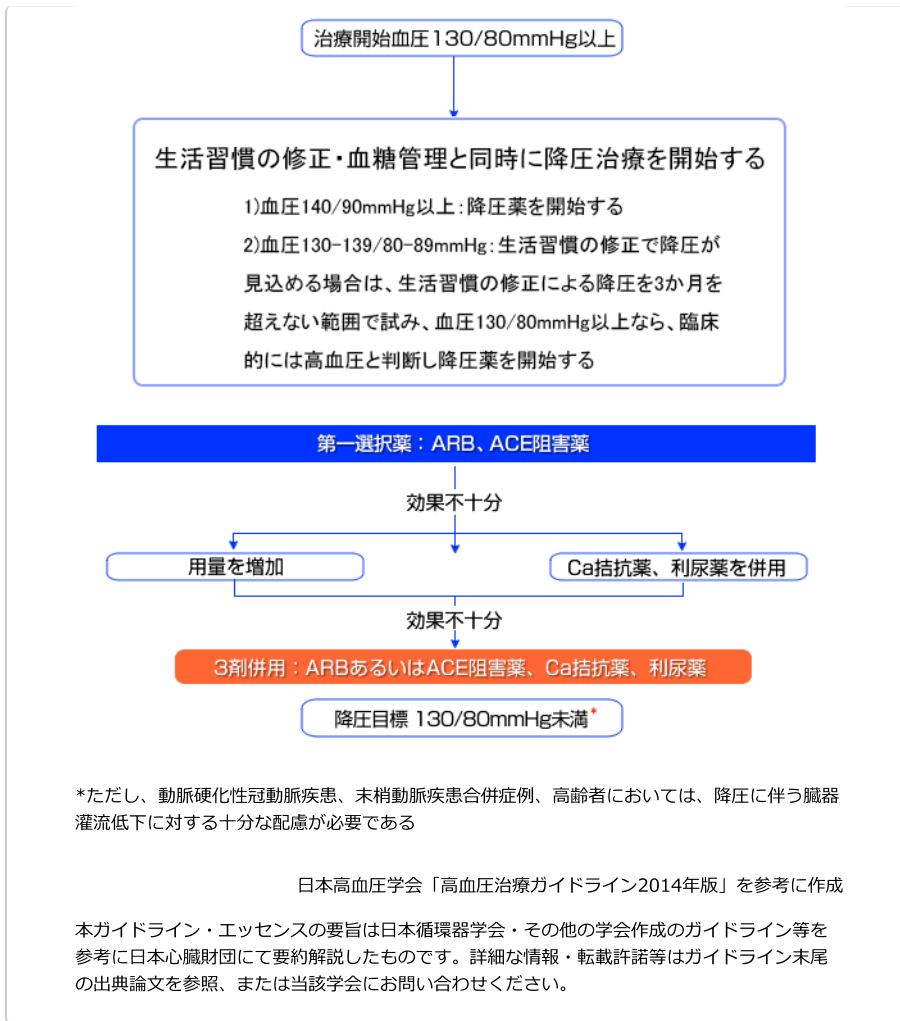 治療開始血圧130/80mmHg以上
生活習慣の修正・血糖管理と同時に降圧治療を開始する
1)血圧140/90mmHg以上：降圧薬を開始する
2)血圧130-139/80-89mmHg：生活習慣の修正で降圧が
見込める場合は、生活習慣の修正による降圧を3か月を
超えない範囲で試み、血圧130/80mmHg以上なら、臨床
的には高血圧と判断し降圧薬を開始する
第一選択薬：ARB、ACE阻害薬
効果不十分
用量を増加
Ca拮抗薬、利尿薬を併用
効果不十分
3剤併用：ARBあるいはACE阻害薬、Ca拮抗薬、利尿薬
降圧目標 130/80mmHg未満*
*ただし、動脈硬化性冠動脈疾患、末梢動脈疾患合併症例、高齢者においては、降圧に伴う臓器
灌流低下に対する十分な配慮が必要である
日本高血圧学会「高血圧治療ガイドライン2014年版」を参考に作成
本ガイドライン・エッセンスの要旨は日本循環器学会・その他の学会作成のガイドライン等を
参考に日本心臓財団にて要約解説したものです。詳細な情報・転載許諾等はガイドライン末尾
の出典論文を参照、または当該学会にお問い合わせください。